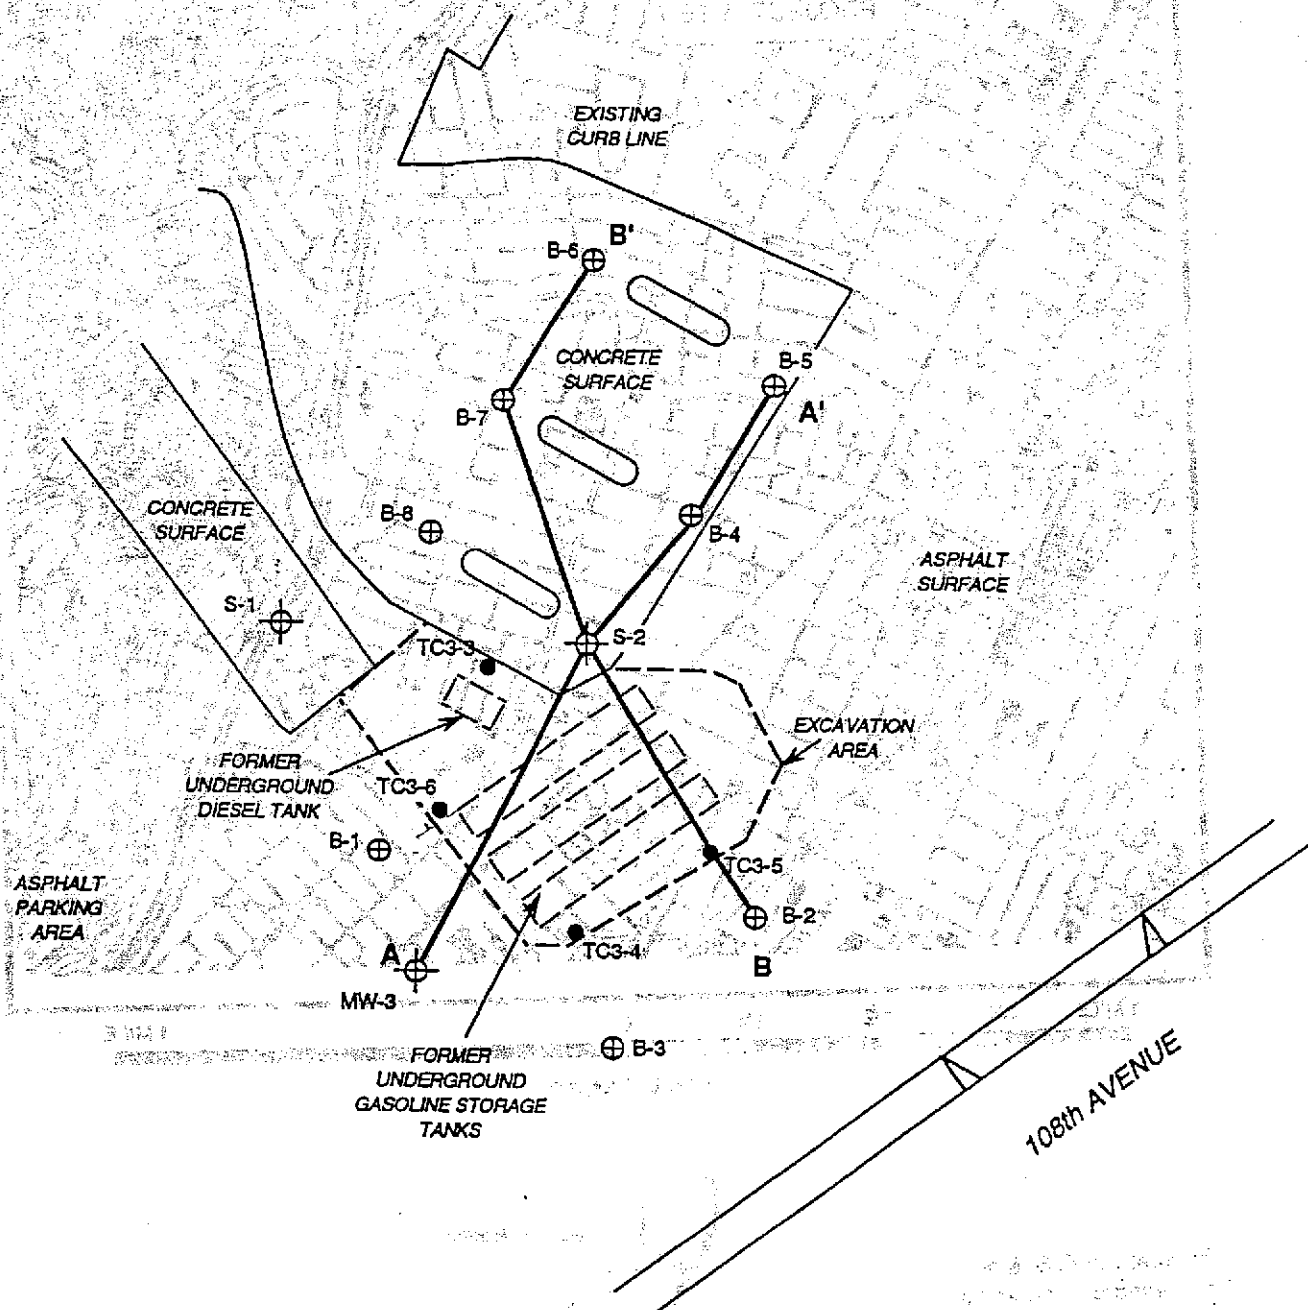 EXISTING
CURB LINE
B-6
B'
CONCRETE
SURFACE
B-5
A'
B-7
B-4
CONCRETE
SURFACE
B-6
ASPHALT
SURFACE
S-1
S-2
TC3-3
EXCAVATION
AREA
FORMER
UNDERGROUND
DIESEL TANK
TC3-6
B-1
TC3-5
ASPHALT
PARKING
AREA
B-2
A
TC3-4
B
MW-3
B-3
FORMER
UNDERGROUND
GASOLINE STORAGE
TANKS
108th AVENUE